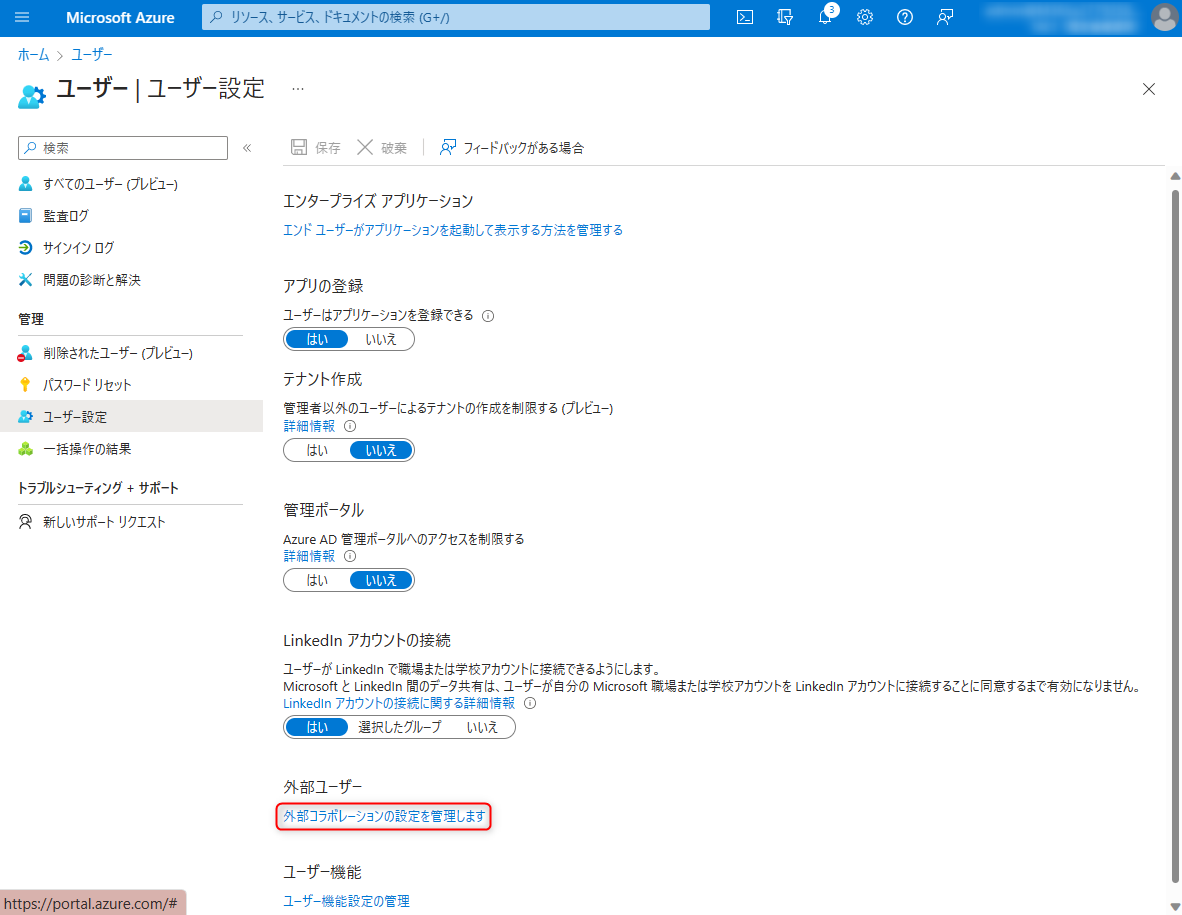 Microsoft Azure
リソース、サービス、ドキュメントの検索 (G+/)
3
ホーム > ユーザー
ユーザー | ユーザー設定 …
検索
すべてのユーザー (プレビュー)
監査ログ
サインイン ログ
問題の診断と解決
管理
削除されたユーザー (プレビュー)
パスワード リセット
ユーザー設定
一括操作の結果
トラブルシューティング + サポート
新しいサポート リクエスト
保存 破棄 フィードバックがある場合
エンタープライズ アプリケーション
エンド ユーザーがアプリケーションを起動して表示する方法を管理する
アプリの登録
ユーザーはアプリケーションを登録できる
はい いいえ
テナント作成
管理者以外のユーザーによるテナントの作成を制限する (プレビュー)
詳細情報
はい いいえ
管理ポータル
Azure AD 管理ポータルへのアクセスを制限する
詳細情報
はい いいえ
LinkedIn アカウントの接続
ユーザーが LinkedIn で職場または学校アカウントに接続できるようにします。
Microsoft と LinkedIn 間のデータ共有は、ユーザーが自分の Microsoft 職場または学校アカウントを LinkedIn アカウントに接続することに同意するまで有効になりません。
LinkedIn アカウントの接続に関する詳細情報
はい 選択したグループ いいえ
外部ユーザー
外部コラボレーションの設定を管理します
ユーザー機能
ユーザー機能設定の管理
https://portal.azure.com/#